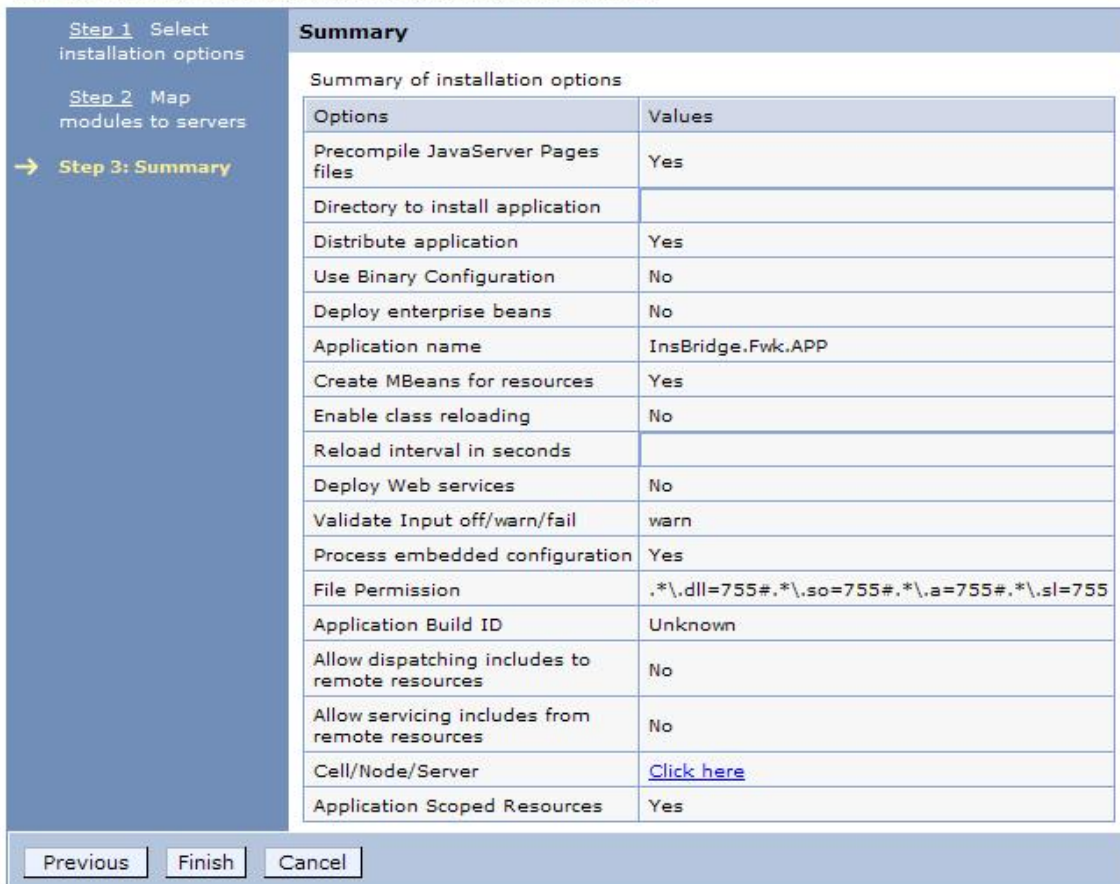 Step 1 Select
installation options
Step 2 Map
modules to servers
→ Step 3: Summary
Summary
Summary of installation options
Options Values
Precompile JavaServer Pages
files Yes
Directory to install application
Distribute application Yes
Use Binary Configuration No
Deploy enterprise beans No
Application name InsBridge.Fwk.APP
Create MBeans for resources Yes
Enable class reloading No
Reload interval in seconds
Deploy Web services No
Validate Input off/warn/fail warn
Process embedded configuration Yes
File Permission .*\.dll=755#.*\.so=755#.*\.a=755#.*\.sl=755
Application Build ID Unknown
Allow dispatching includes to
remote resources No
Allow servicing includes from
remote resources No
Cell/Node/Server Click here
Application Scoped Resources Yes
Previous Finish Cancel